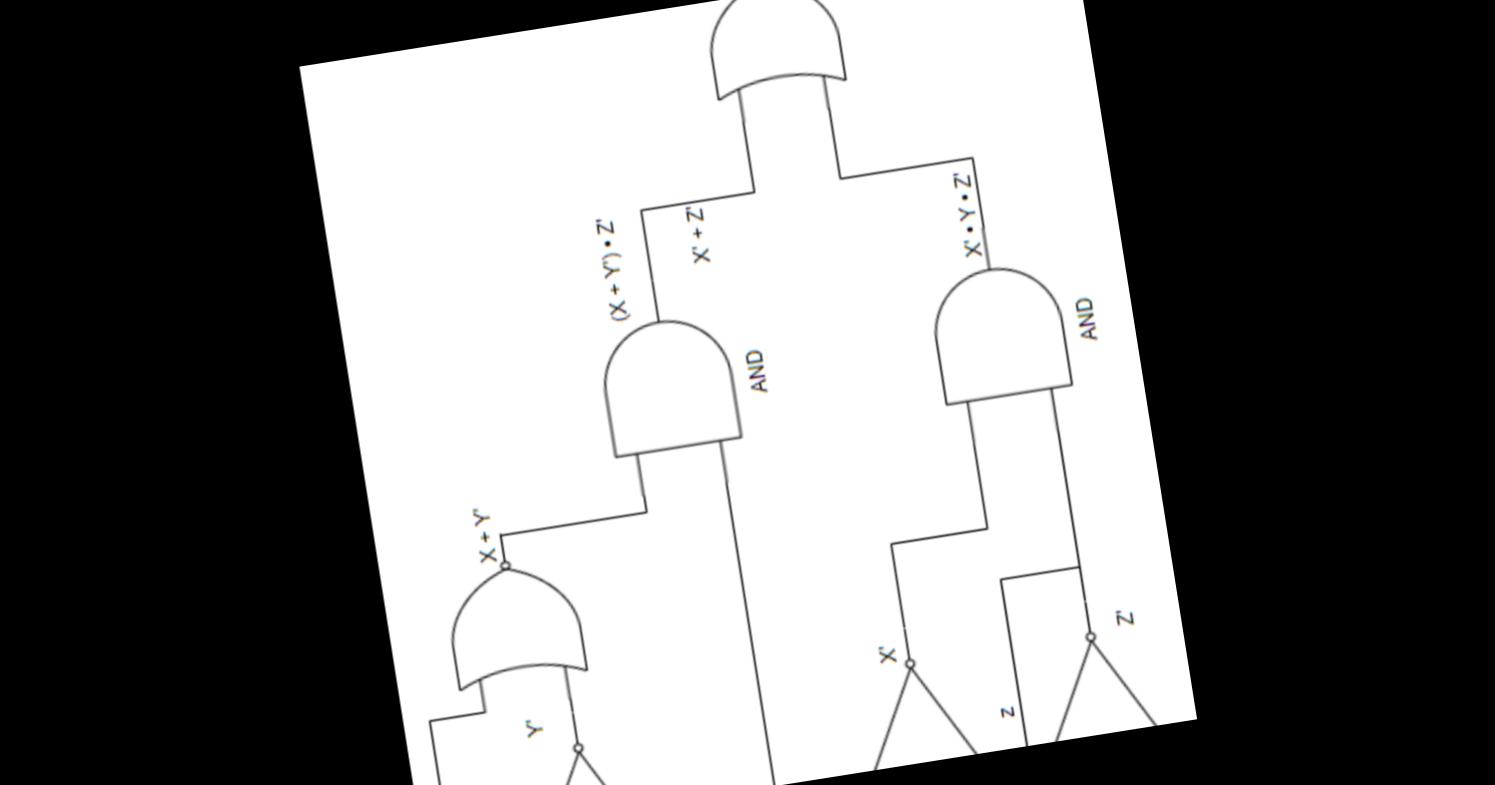 (X + Y') • Z'
X' + Z'
X' • Y • Z'
AND
AND
X + Y'
X'
Z'
Y'
Z